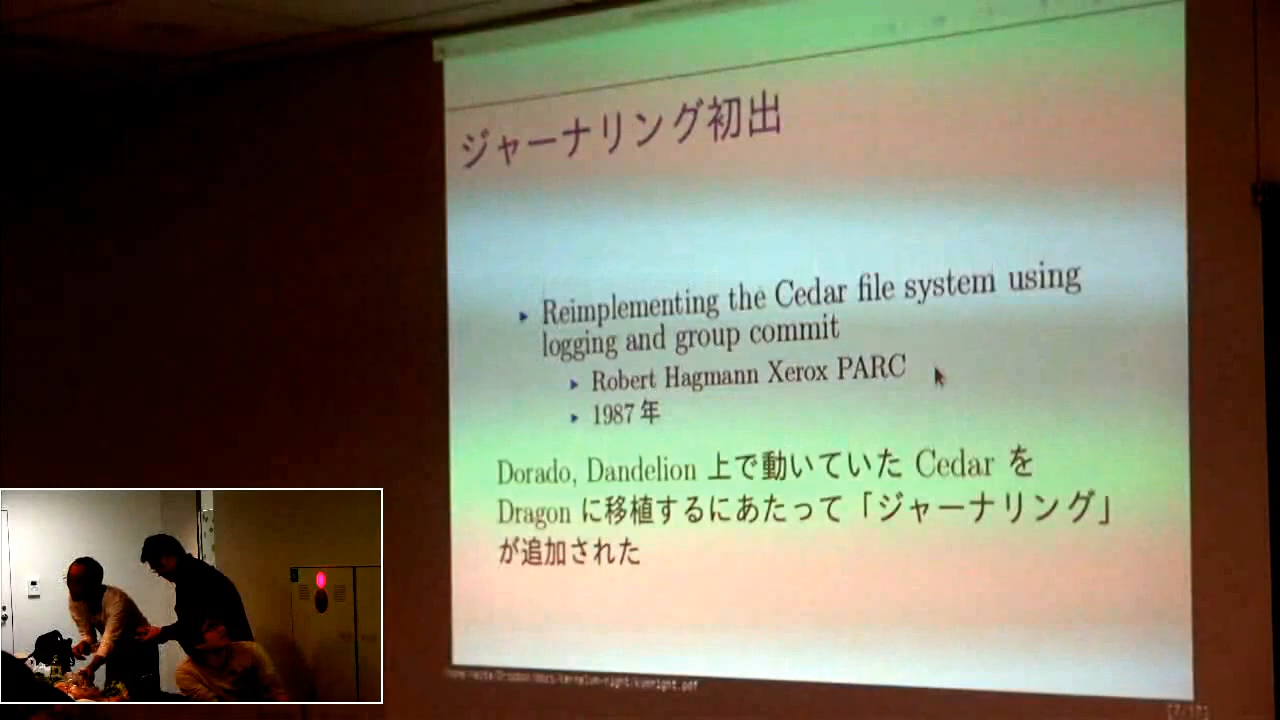 ジャーナリング初出
Reimplementing the Cedar file system using
logging and group commit
Robert Hagmann Xerox PARC
1987年
Dorado, Dandelion 上で動いていた Cedar を
Dragon に移植するにあたって「ジャーナリング」
が追加された